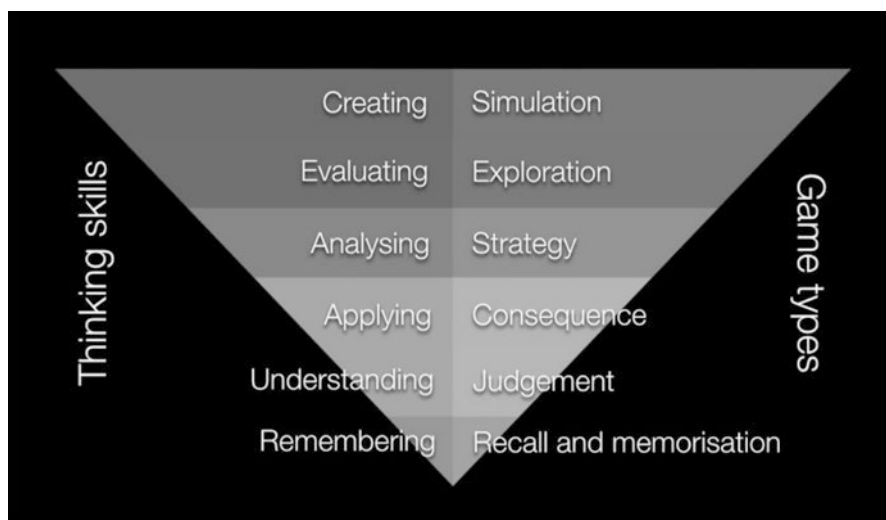 Thinking skills
Game types
Creating Simulation
Evaluating Exploration
Analysing Strategy
Applying Consequence
Understanding Judgement
Remembering Recall and memorisation